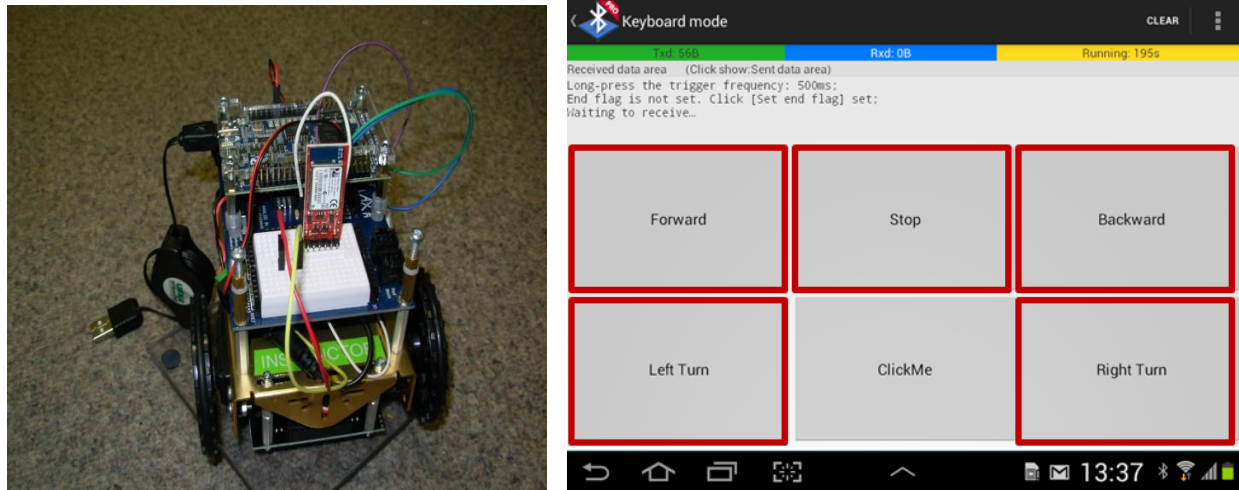 INSTRUCTOR
PRO
Keyboard mode
CLEAR
Txd: 56B
Rxd: 0B
Running: 195s
Received data area (Click show:Sent data area)
Long-press the trigger frequency: 500ms;
End flag is not set. Click [Set end flag] set;
Waiting to receive…
Forward
Stop
Backward
Left Turn
ClickMe
Right Turn
13:37